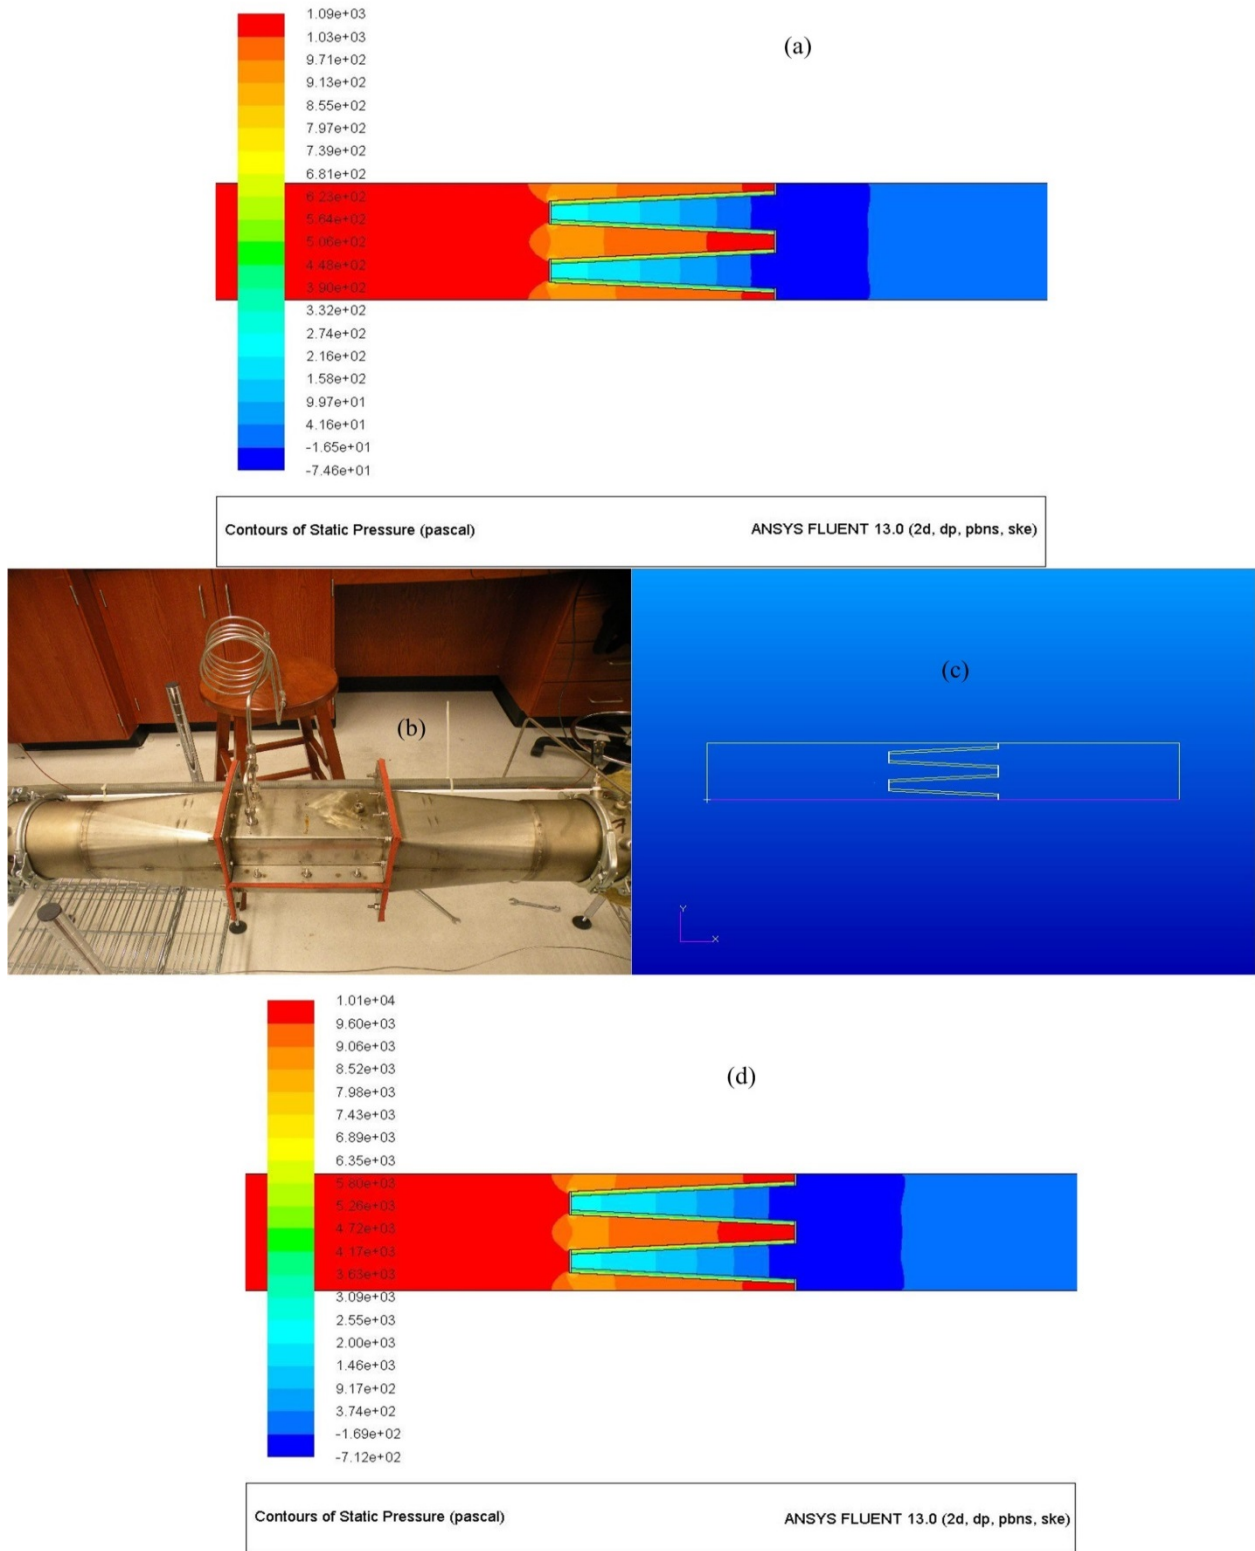 1.09e+03
1.03e+03
(a)
9.71e+02
9.13e+02
8.55e+02
7.97e+02
7.39e+02
6.81e+02
6.23e+02
5.64e+02
5.06e+02
4.48e+02
3.90e+02
3.32e+02
2.74e+02
2.16e+02
1.58e+02
9.97e+01
4.16e+01
-1.65e+01
-7.46e+01
Contours of Static Pressure (pascal)
ANSYS FLUENT 13.0 (2d, dp, pbns, ske)
(b)
(c)
Y
X
1.01e+04
9.60e+03
9.06e+03
(d)
8.52e+03
7.98e+03
7.43e+03
6.89e+03
6.35e+03
5.80e+03
5.26e+03
4.72e+03
4.17e+03
3.63e+03
3.09e+03
2.55e+03
2.00e+03
1.46e+03
9.17e+02
3.74e+02
-1.69e+02
-7.12e+02
Contours of Static Pressure (pascal)
ANSYS FLUENT 13.0 (2d, dp, pbns, ske)